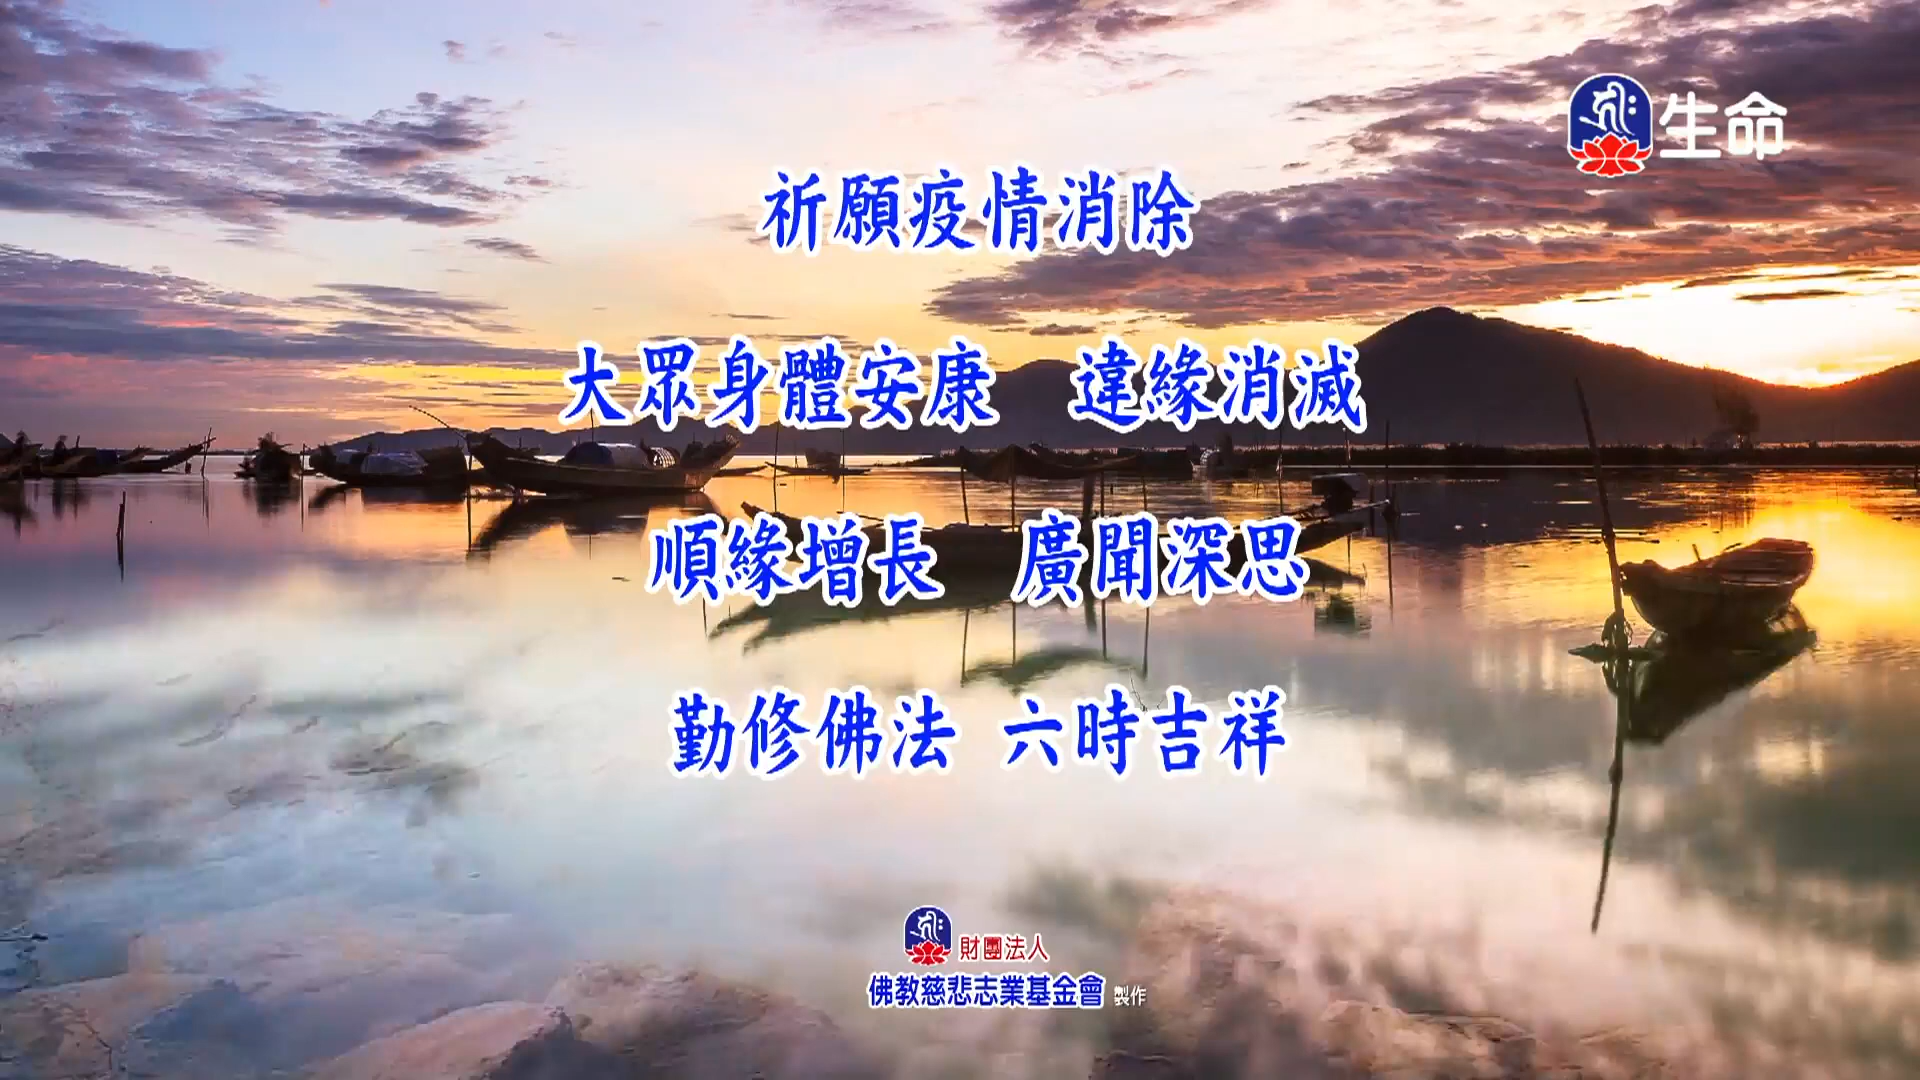 生命
祈願疫情消除
大眾身體安康　違緣消滅
順緣增長　廣聞深思
勤修佛法 六時吉祥
財團法人
佛教慈悲志業基金會 製作